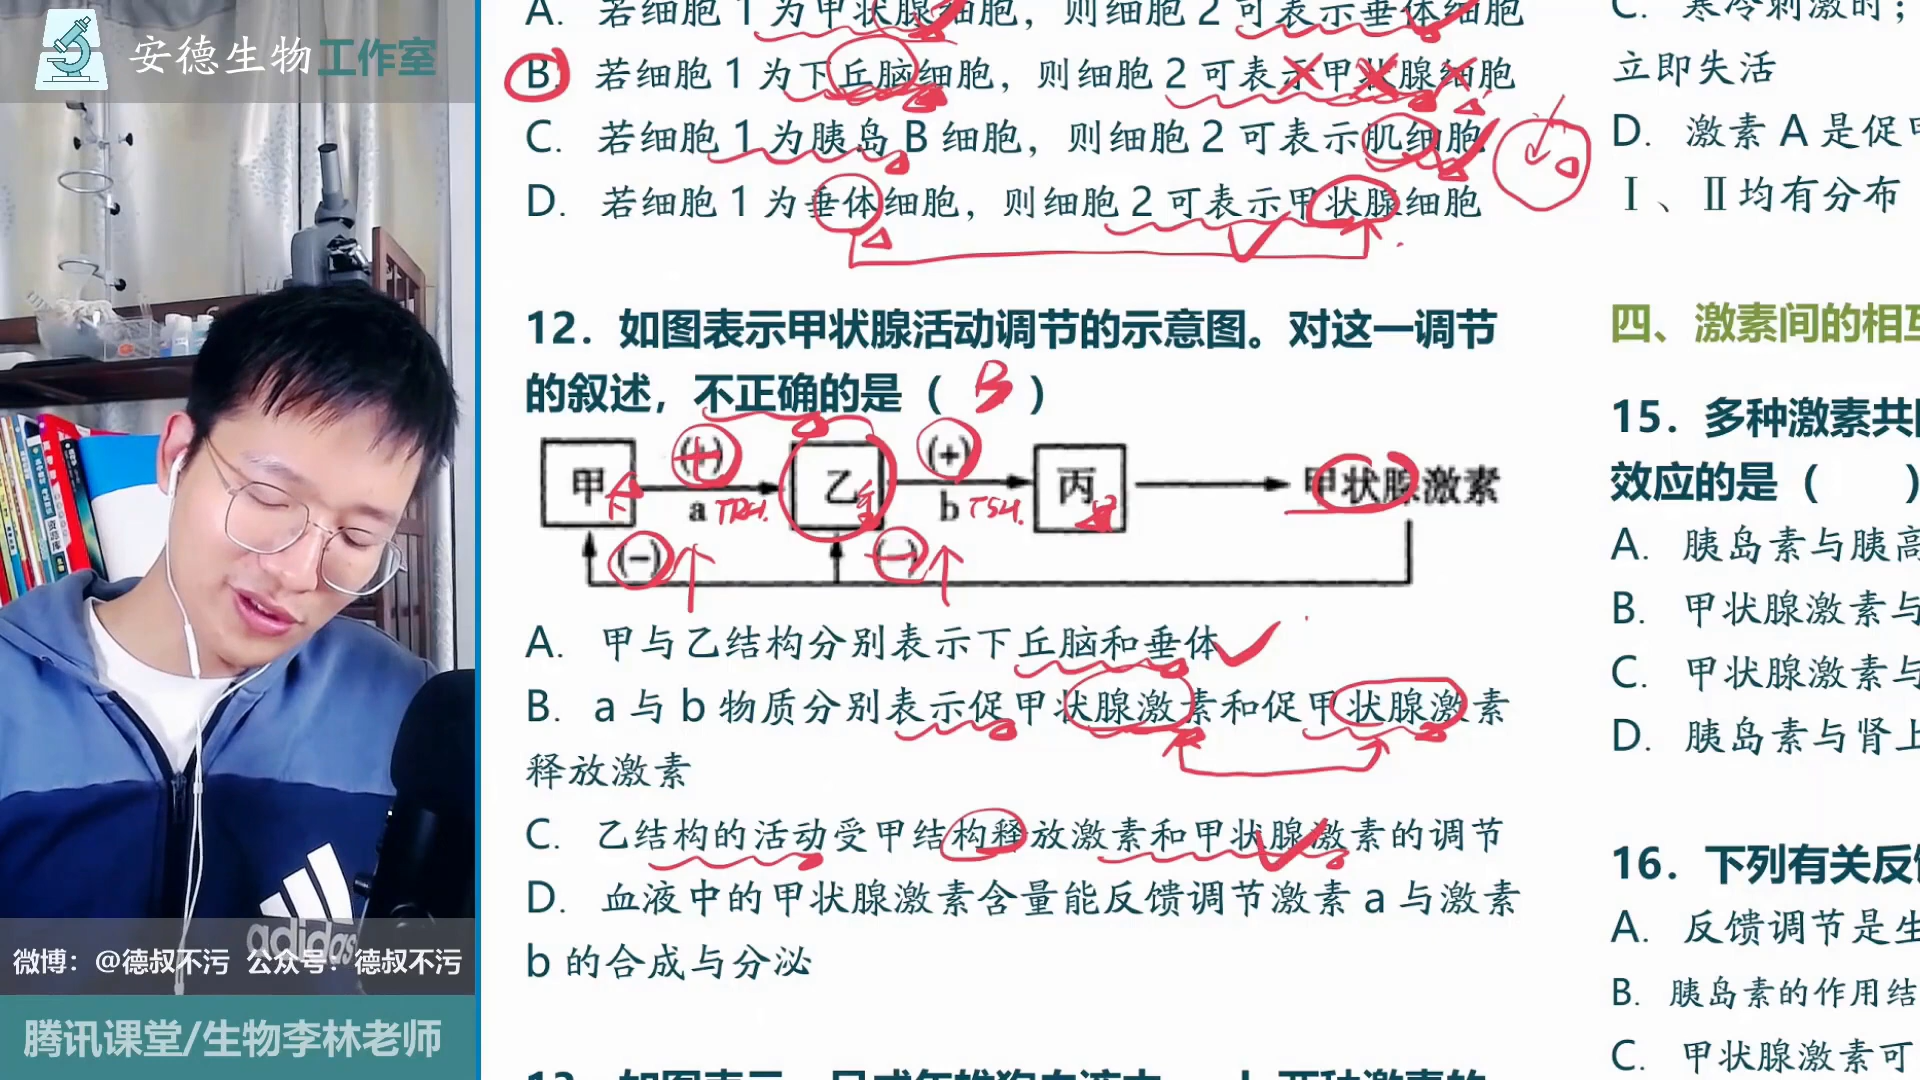 安德生物工作室
A. 若细胞 1 为甲状腺细胞，则细胞 2 可表示垂体细胞
B. 若细胞 1 为下丘脑细胞，则细胞 2 可表示甲状腺细胞
C. 若细胞 1 为胰岛 B 细胞，则细胞 2 可表示肌细胞
D. 若细胞 1 为垂体细胞，则细胞 2 可表示甲状腺细胞
12. 如图表示甲状腺活动调节的示意图。对这一调节
的叙述，不正确的是（ B ）
甲 (+) a TRH. 乙 垂 (+) b TSH. 丙 甲状腺激素
(—) (—)
A. 甲与乙结构分别表示下丘脑和垂体
B. a 与 b 物质分别表示促甲状腺激素和促甲状腺激素
释放激素
C. 乙结构的活动受甲结构释放激素和甲状腺激素的调节
D. 血液中的甲状腺激素含量能反馈调节激素 a 与激素
b 的合成与分泌
13. 如图表示
C. 寒冷刺激时；
立即失活
D. 激素 A 是促甲
Ⅰ、Ⅱ均有分布
四、激素间的相互
15. 多种激素共同
效应的是（ ）
A. 胰岛素与胰高
B. 甲状腺激素与
C. 甲状腺激素与
D. 胰岛素与肾上
16. 下列有关反馈
A. 反馈调节是生
B. 胰岛素的作用结
C. 甲状腺激素可
adidas
微博：@德叔不污 公众号：德叔不污
腾讯课堂/生物李林老师